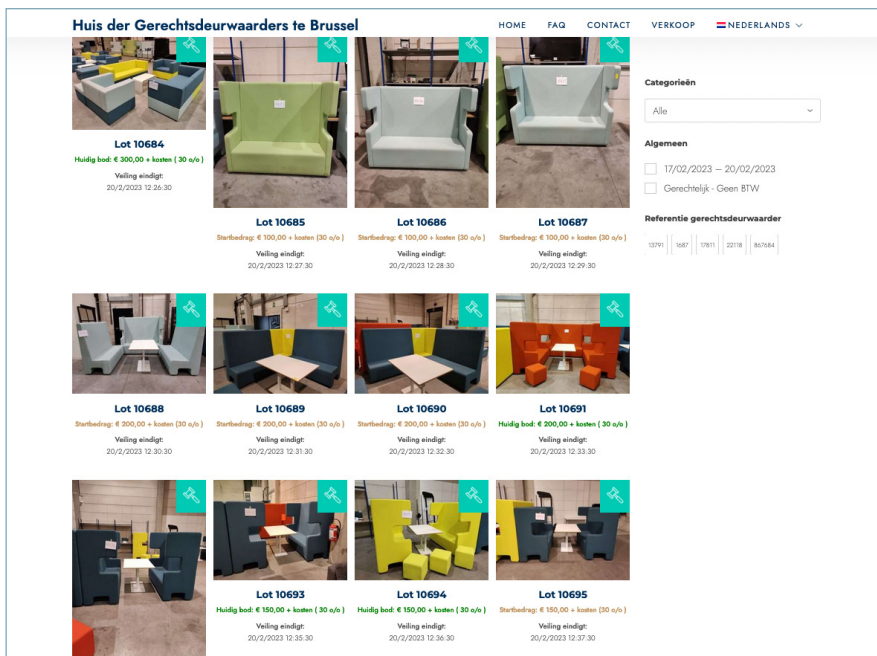 Huis der Gerechtsdeurwaarders te Brussel
HOME FAQ CONTACT VERKOOP NEDERLANDS
Lot 10684
Huidig bod: € 300,00 + kosten ( 30 o/o )
Veiling eindigt:
20/2/2023 12:26:30
Lot 10685
Startbedrag: € 100,00 + kosten (30 o/o )
Veiling eindigt:
20/2/2023 12:27:30
Lot 10686
Startbedrag: € 100,00 + kosten (30 o/o )
Veiling eindigt:
20/2/2023 12:28:30
Lot 10687
Startbedrag: € 100,00 + kosten (30 o/o )
Veiling eindigt:
20/2/2023 12:29:30
Lot 10688
Startbedrag: € 200,00 + kosten (30 o/o )
Veiling eindigt:
20/2/2023 12:30:30
Lot 10689
Startbedrag: € 200,00 + kosten (30 o/o )
Veiling eindigt:
20/2/2023 12:31:30
Lot 10690
Startbedrag: € 200,00 + kosten (30 o/o )
Veiling eindigt:
20/2/2023 12:32:30
Lot 10691
Huidig bod: € 200,00 + kosten ( 30 o/o )
Veiling eindigt:
20/2/2023 12:33:30
Lot 10693
Huidig bod: € 150,00 + kosten ( 30 o/o )
Veiling eindigt:
20/2/2023 12:35:30
Lot 10694
Huidig bod: € 150,00 + kosten ( 30 o/o )
Veiling eindigt:
20/2/2023 12:36:30
Lot 10695
Startbedrag: € 150,00 + kosten (30 o/o )
Veiling eindigt:
20/2/2023 12:37:30
Categorieën
Alle
Algemeen
17/02/2023 – 20/02/2023
Gerechtelijk - Geen BTW
Referentie gerechtsdeurwaarder
13791 1687 17811 22118 867684